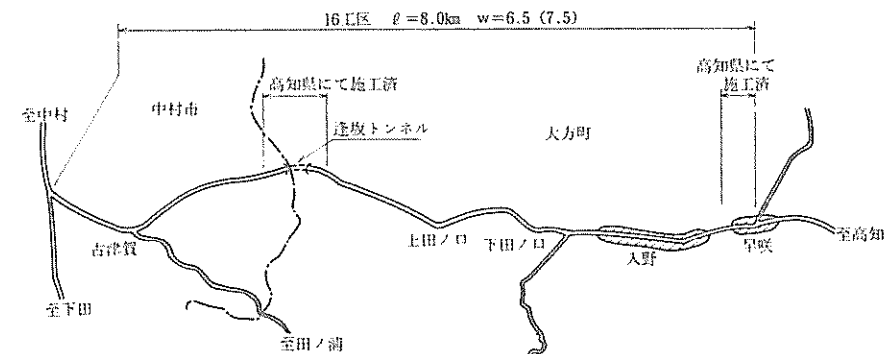 16工区 ℓ=8.0km w=6.5 (7.5)
高知県にて施工済
高知県にて
施工済
中村市
至中村
逢坂トンネル
大方町
古津賀
上田ノ口
下田ノ口
入野
早咲
至高知
至下田
至田ノ浦